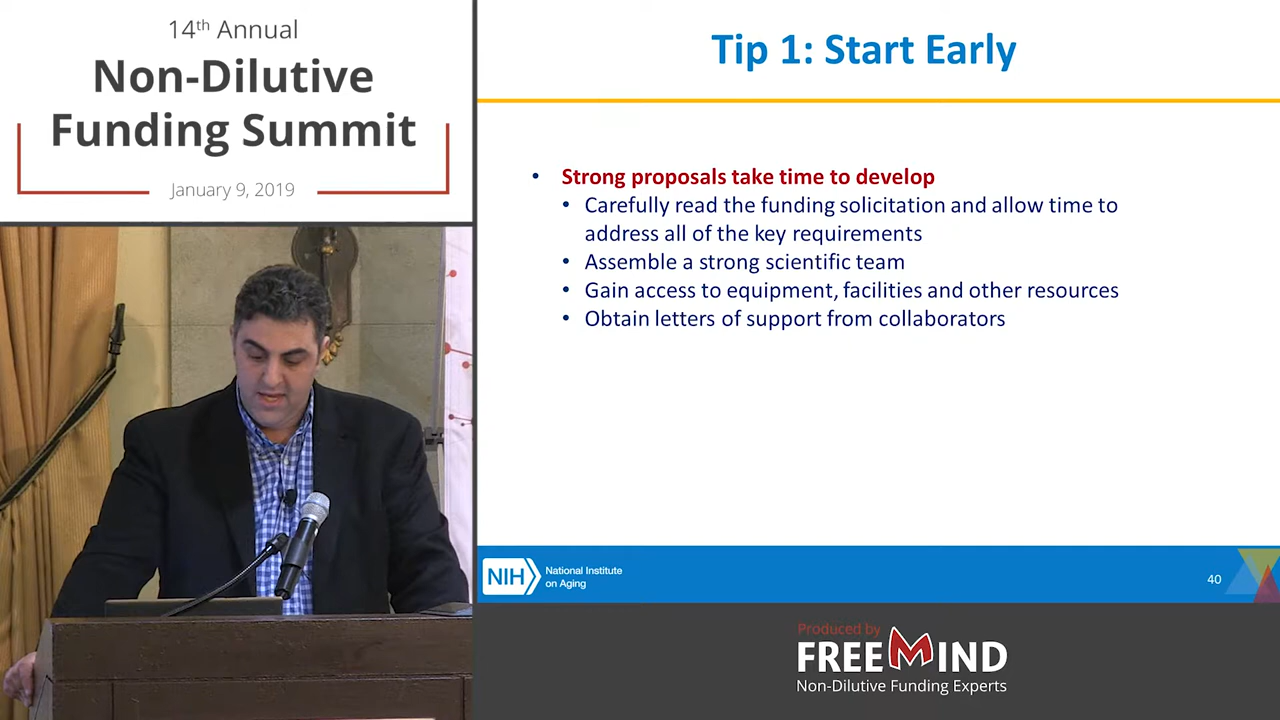 14th Annual
Non-Dilutive
Funding Summit
January 9, 2019
Tip 1: Start Early
• Strong proposals take time to develop
• Carefully read the funding solicitation and allow time to
address all of the key requirements
• Assemble a strong scientific team
• Gain access to equipment, facilities and other resources
• Obtain letters of support from collaborators
NIH
National Institute
on Aging
40
Produced by
FREEMIND
Non-Dilutive Funding Experts